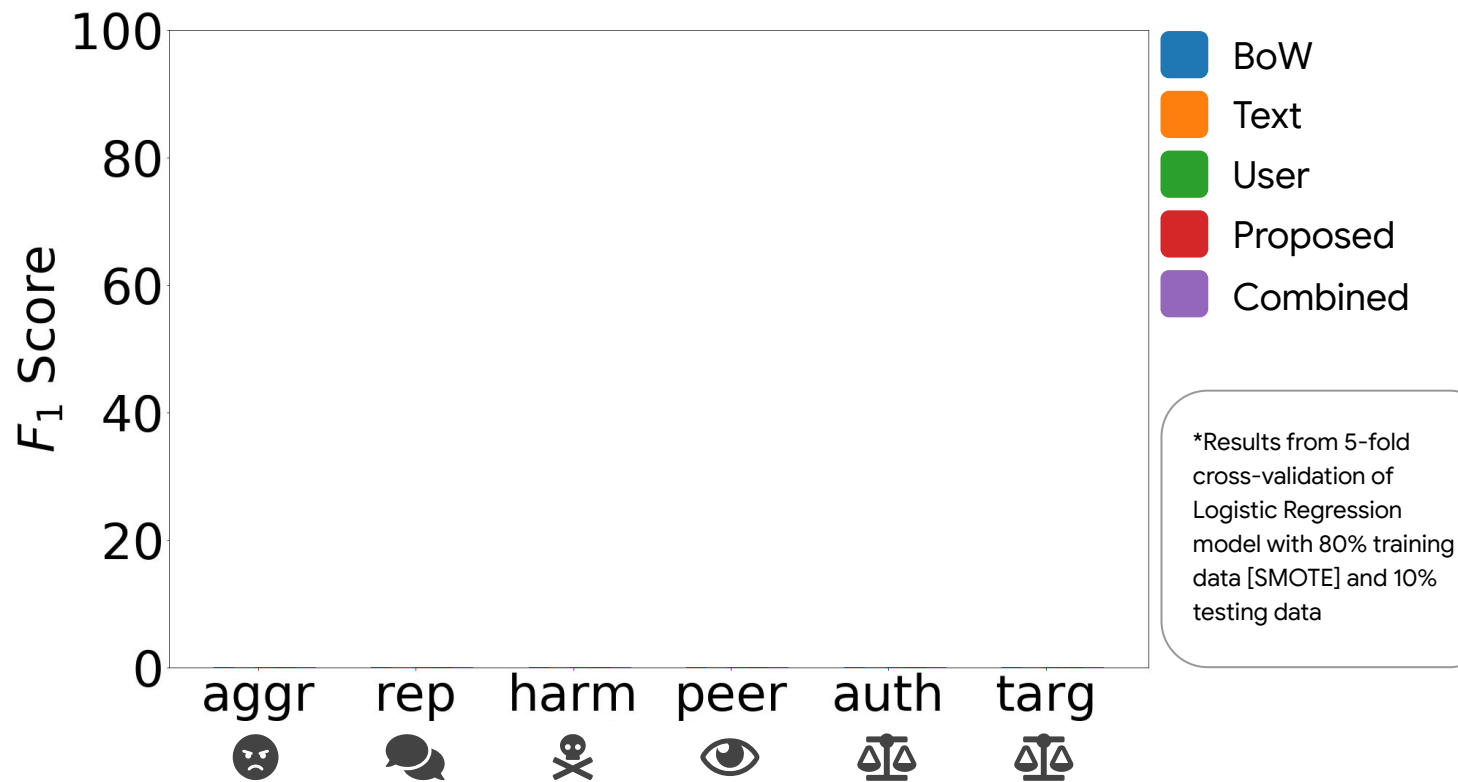 100
80
60
40
20
0
F₁ Score
aggr rep harm peer auth targ
BoW
Text
User
Proposed
Combined
*Results from 5-fold
cross-validation of
Logistic Regression
model with 80% training
data [SMOTE] and 10%
testing data